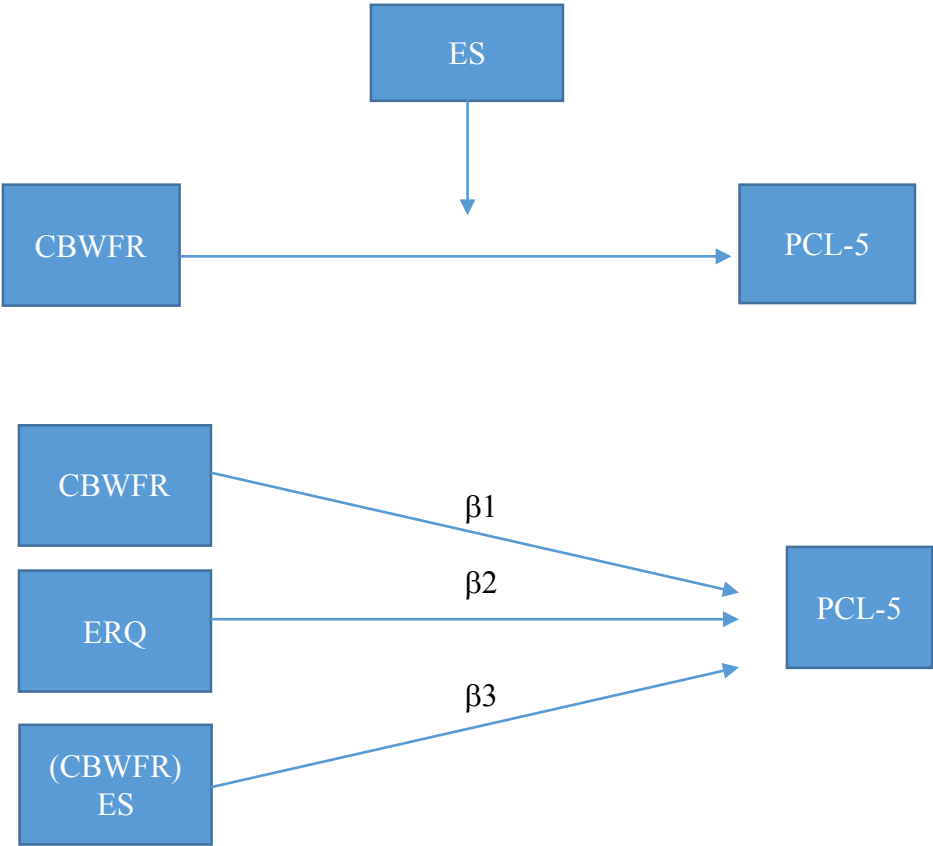 ES
CBWFR
PCL-5
CBWFR
β1
β2
PCL-5
ERQ
β3
(CBWFR)
ES